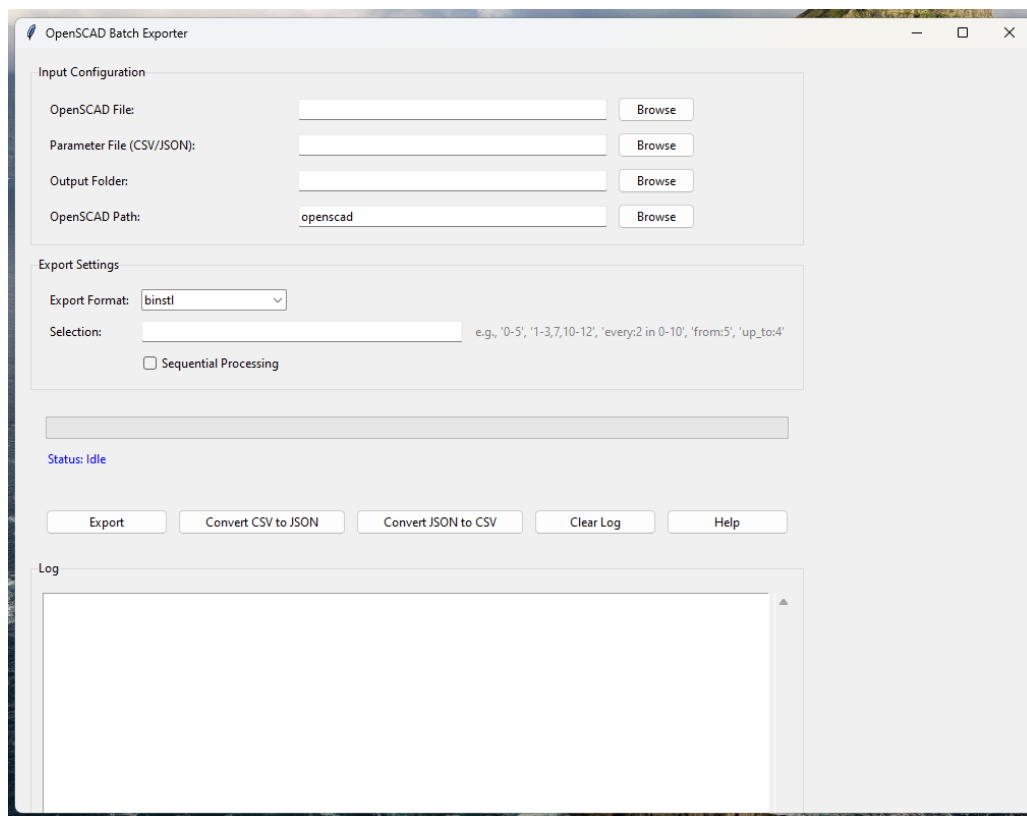 OpenSCAD Batch Exporter
Input Configuration
OpenSCAD File: Browse
Parameter File (CSV/JSON): Browse
Output Folder: Browse
OpenSCAD Path: openscad Browse
Export Settings
Export Format: binstl
Selection: e.g., '0-5', '1-3,7,10-12', 'every:2 in 0-10', 'from:5', 'up_to:4'
Sequential Processing
Status: Idle
Export Convert CSV to JSON Convert JSON to CSV Clear Log Help
Log